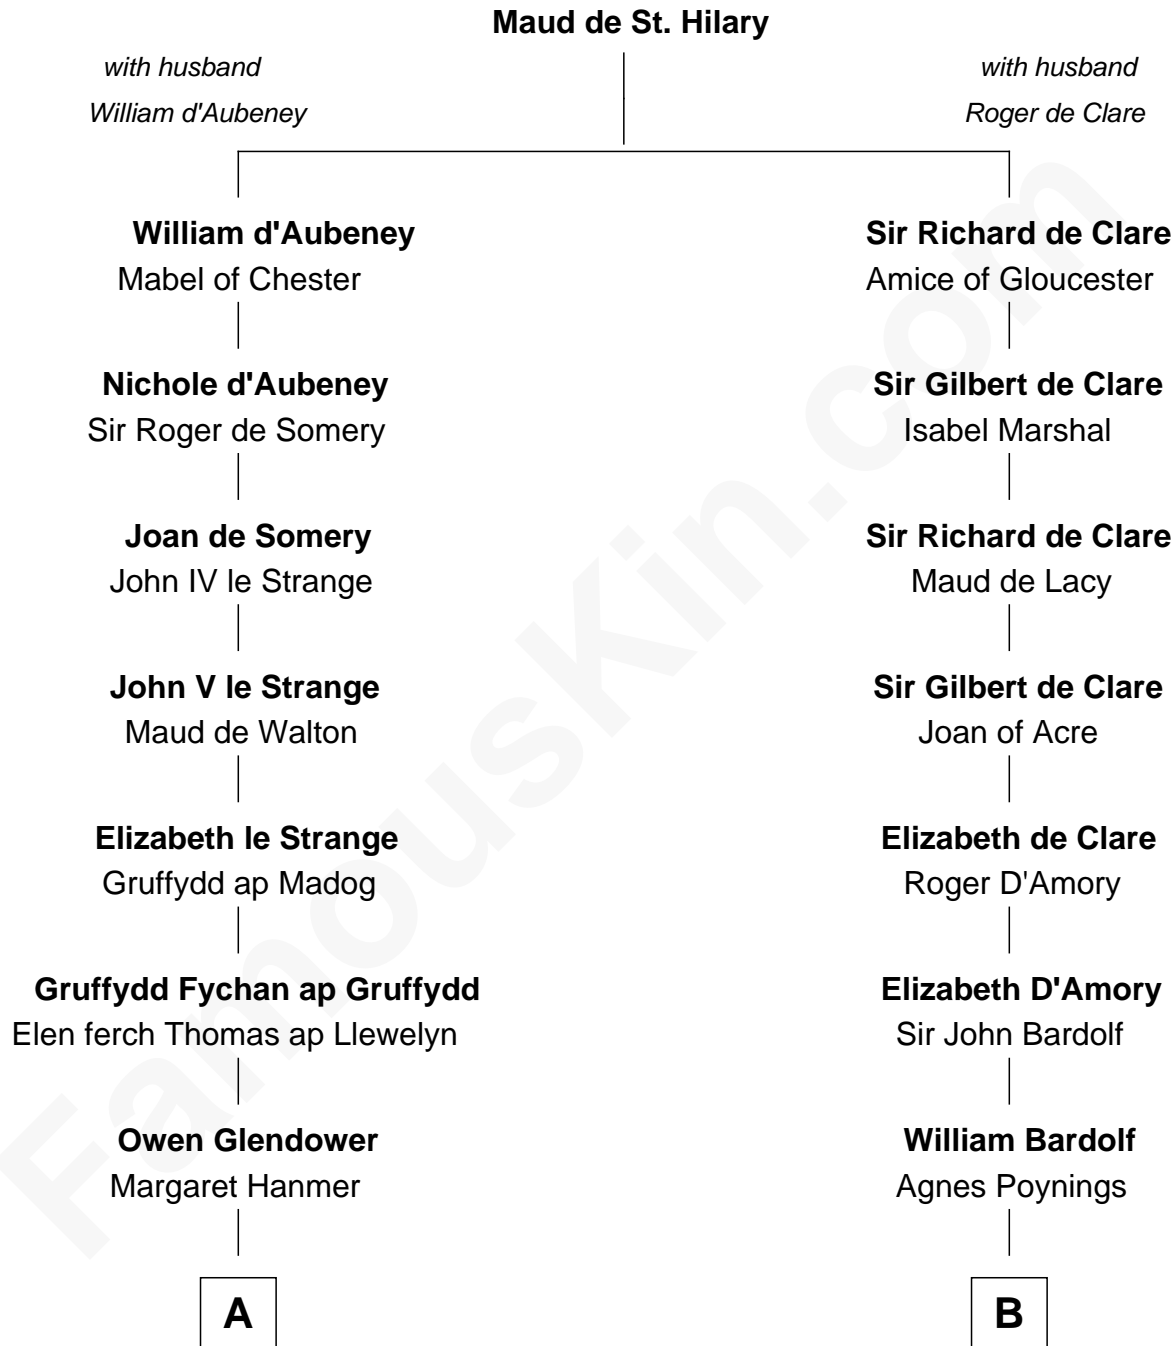 Maud de St. Hilary
with husband
William d'Aubeney
with husband
Roger de Clare
William d'Aubeney
Mabel of Chester
Sir Richard de Clare
Amice of Gloucester
Nichole d'Aubeney
Sir Roger de Somery
Sir Gilbert de Clare
Isabel Marshal
Joan de Somery
John IV le Strange
Sir Richard de Clare
Maud de Lacy
John V le Strange
Maud de Walton
Sir Gilbert de Clare
Joan of Acre
Elizabeth le Strange
Gruffydd ap Madog
Elizabeth de Clare
Roger D'Amory
Gruffydd Fychan ap Gruffydd
Elen ferch Thomas ap Llewelyn
Elizabeth D'Amory
Sir John Bardolf
Owen Glendower
Margaret Hanmer
William Bardolf
Agnes Poynings
A
B
FamousKin.com